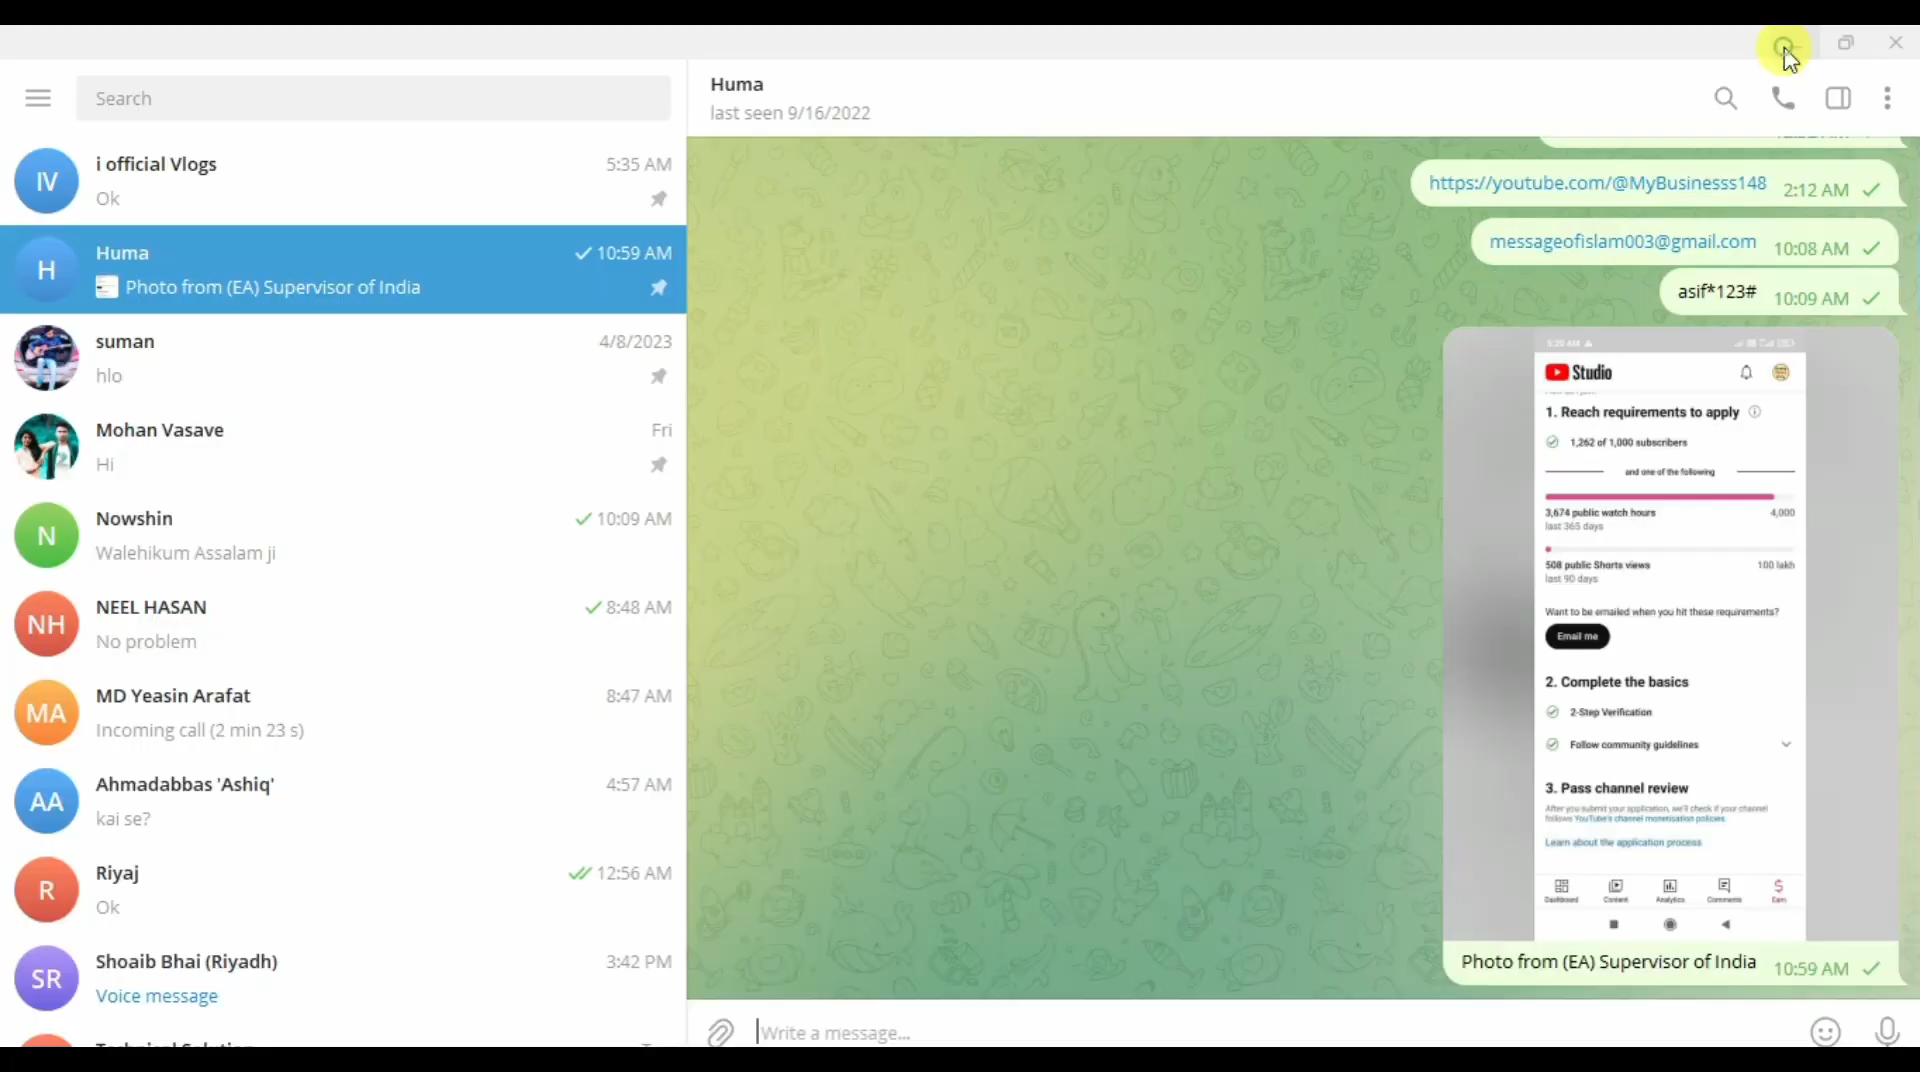 Search
i official Vlogs 5:35 AM
Ok
Huma 10:59 AM
Photo from (EA) Supervisor of India
suman 4/8/2023
hlo
Mohan Vasave Fri
Hi
Nowshin 10:09 AM
Walehikum Assalam ji
NEEL HASAN 8:48 AM
No problem
MD Yeasin Arafat 8:47 AM
Incoming call (2 min 23 s)
Ahmadabbas 'Ashiq' 4:57 AM
kai se?
Riyaj 12:56 AM
Ok
Shoaib Bhai (Riyadh) 3:42 PM
Voice message
IV
H
N
NH
MA
AA
R
SR
Huma
last seen 9/16/2022
https://youtube.com/@MyBusinesss148 2:12 AM
messageofislam003@gmail.com 10:08 AM
asif*123# 10:09 AM
5:20 AM
Studio
1. Reach requirements to apply
1,262 of 1,000 subscribers
and one of the following
3,674 public watch hours 4,000
last 365 days
508 public Shorts views 100 lakh
last 90 days
Want to be emailed when you hit these requirements?
Email me
2. Complete the basics
2-Step Verification
Follow community guidelines
3. Pass channel review
After you submit your application, we'll check if your channel
follows YouTube's channel monetisation policies.
Learn about the application process
Dashboard Content Analytics Comments Earn
Photo from (EA) Supervisor of India 10:59 AM
Write a message...